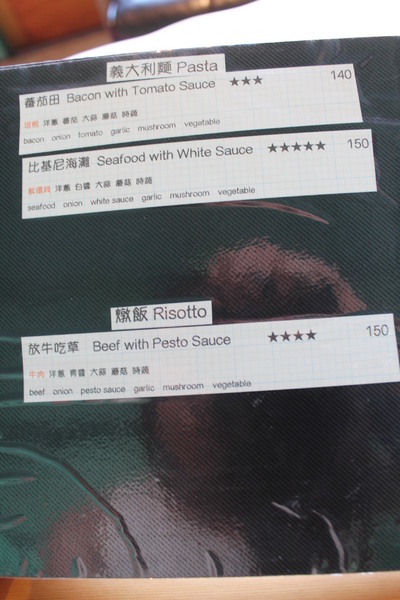 義大利麵 Pasta
蕃茄田 Bacon with Tomato Sauce ★★★ 140
培根 洋蔥 蕃茄 大蒜 蘑菇 時蔬
bacon onion tomato garlic mushroom vegetable
比基尼海灘 Seafood with White Sauce ★★★★★ 150
洋蔥 白醬 大蒜 蘑菇 時蔬
seafood onion white sauce garlic mushroom vegetable
燉飯 Risotto
放牛吃草 Beef with Pesto Sauce ★★★★ 150
牛肉 洋蔥 青醬 大蒜 蘑菇 時蔬
beef onion pesto sauce garlic mushroom vegetable